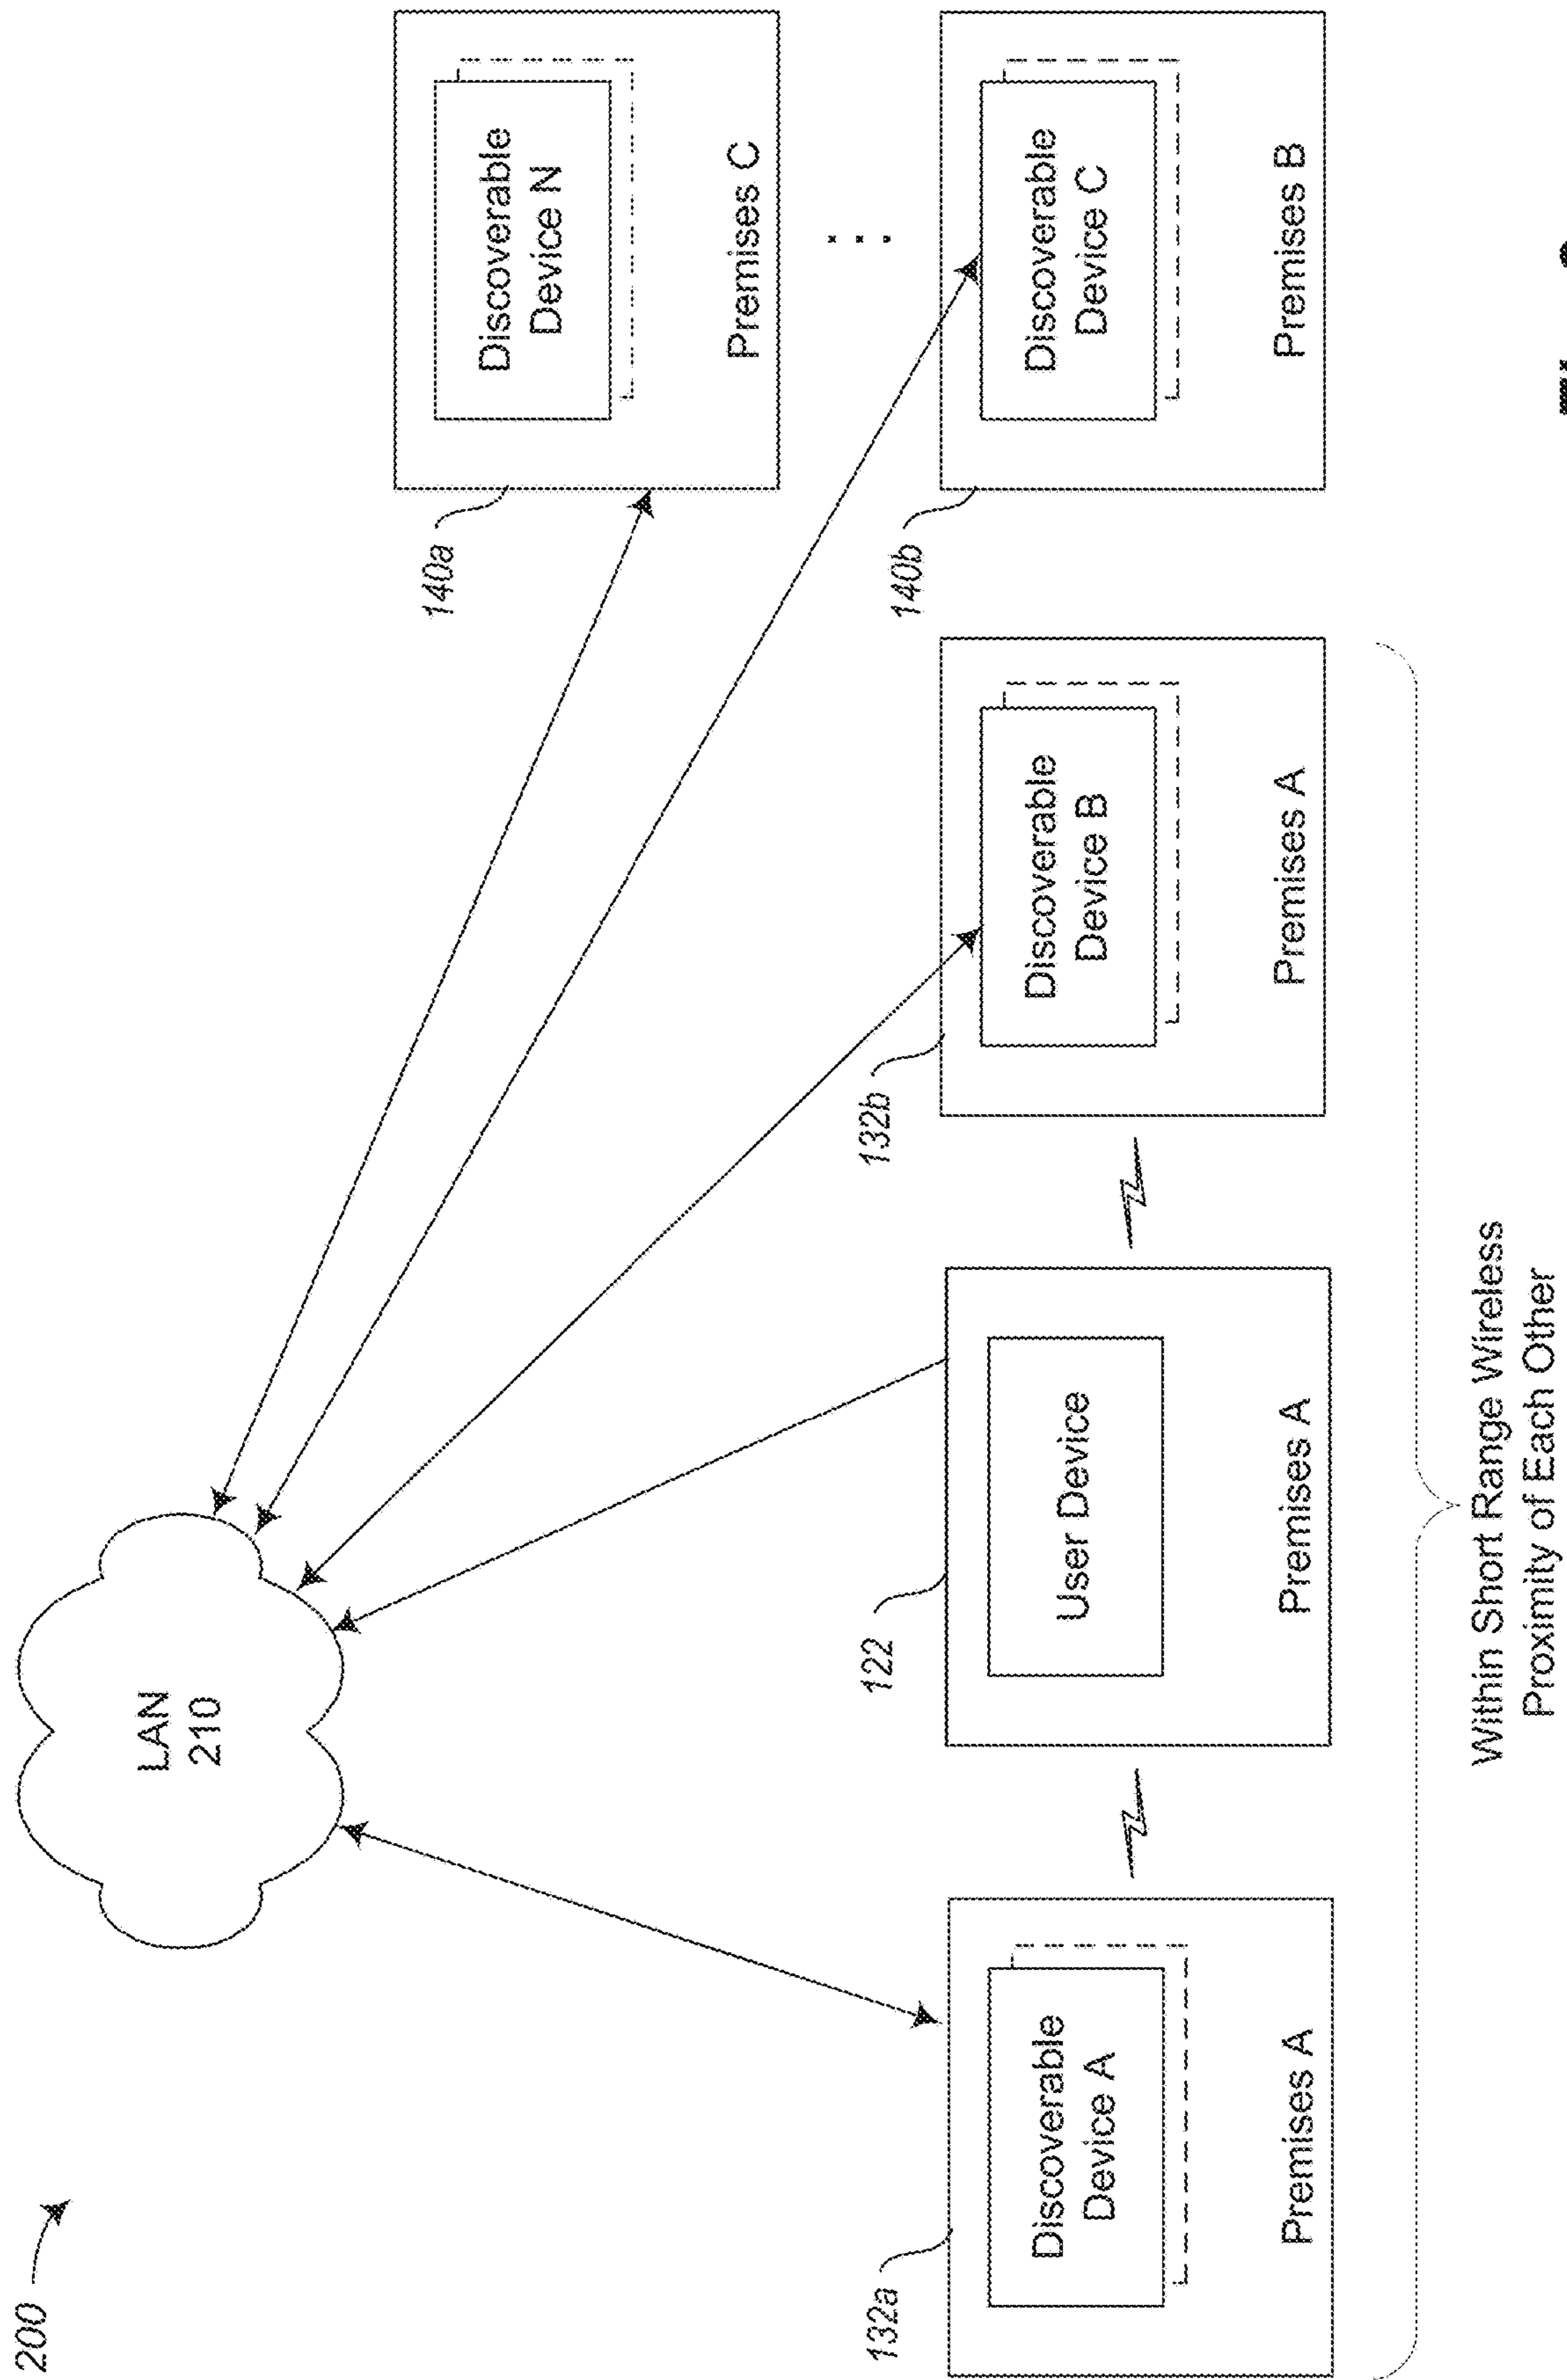 200
LAN
210
Discoverable
Device N
Premises C
140a
Discoverable
Device C
Premises B
140b
Discoverable
Device B
Premises A
132b
User Device
Premises A
122
Discoverable
Device A
Premises A
132a
Within Short Range Wireless
Proximity of Each Other